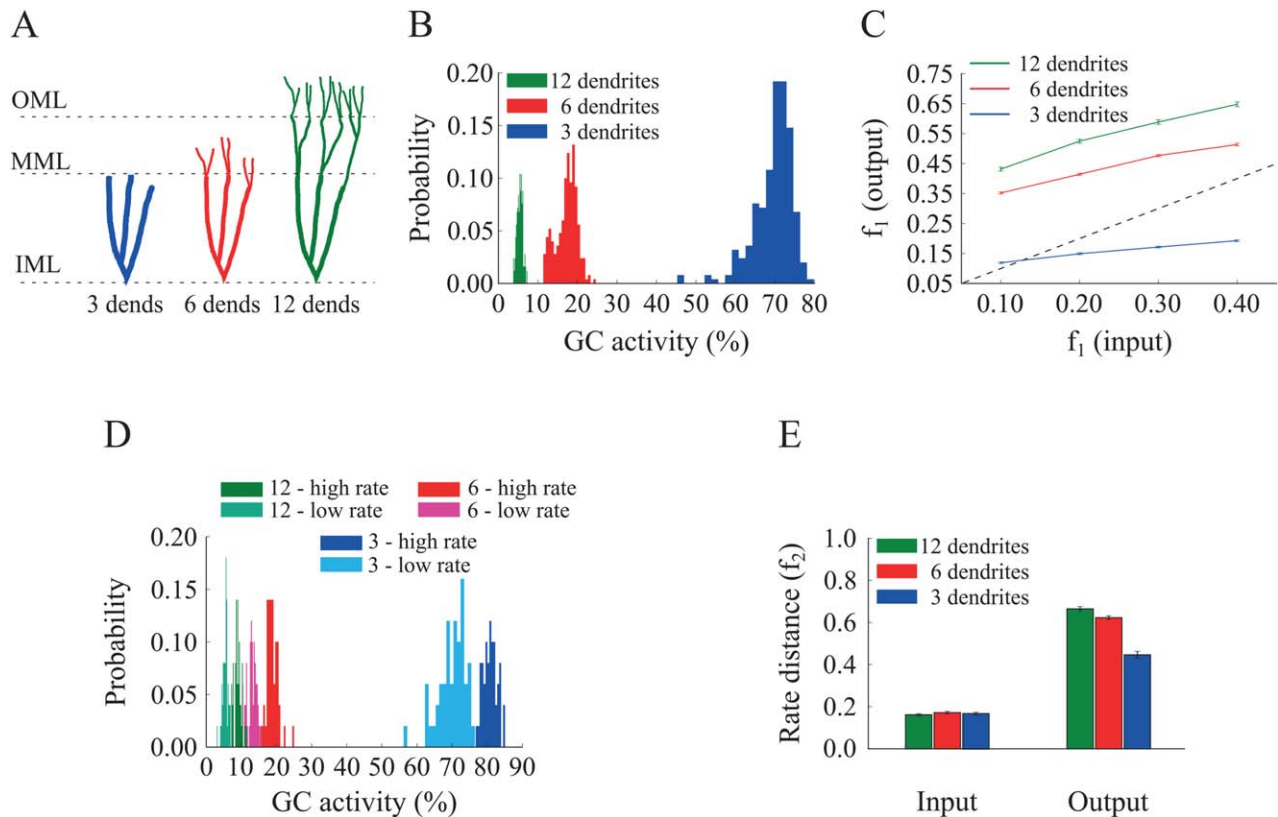 A
OML
MML
IML
3 dends 6 dends 12 dends
B
0.20
0.15
0.10
0.05
0.00
Probability
12 dendrites
6 dendrites
3 dendrites
0 10 20 30 40 50 60 70 80
GC activity (%)
C
0.75
0.65
0.55
0.45
0.35
0.25
0.15
0.05
f₁ (output)
12 dendrites
6 dendrites
3 dendrites
0.10 0.20 0.30 0.40
f₁ (input)
D
12 - high rate 6 - high rate
12 - low rate 6 - low rate
3 - high rate
3 - low rate
0.20
0.15
0.10
0.05
0.00
Probability
0 10 20 30 40 50 60 70 80 90
GC activity (%)
E
1.0
0.8
0.6
0.4
0.2
0.0
Rate distance (f₂)
12 dendrites
6 dendrites
3 dendrites
Input Output